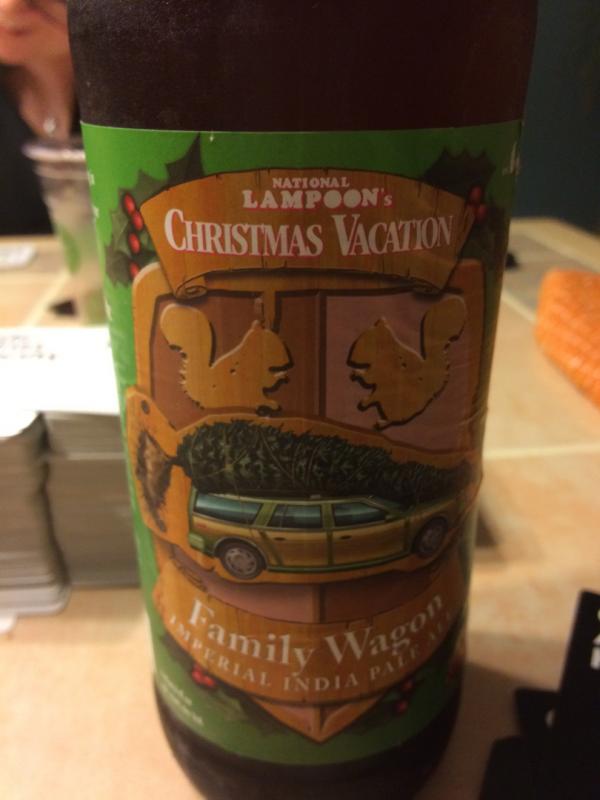 NATIONAL
LAMPOON'S
CHRISTMAS VACATION
Family Wagon
IMPERIAL INDIA PALE ALE